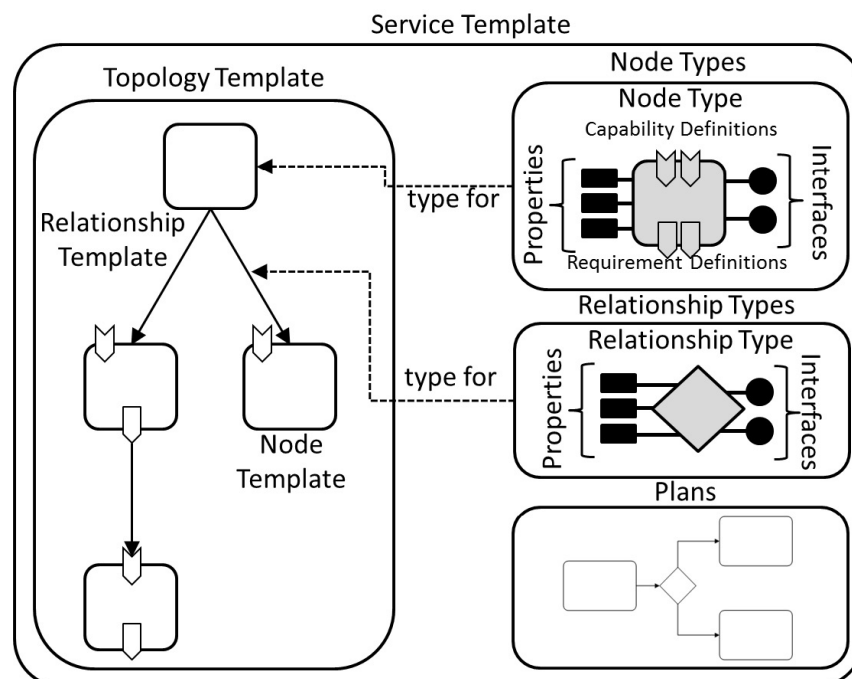 Service Template
Topology Template
Relationship
Template
Node
Template
type for
type for
Node Types
Node Type
Capability Definitions
Properties
Interfaces
Requirement Definitions
Relationship Types
Relationship Type
Properties
Interfaces
Plans